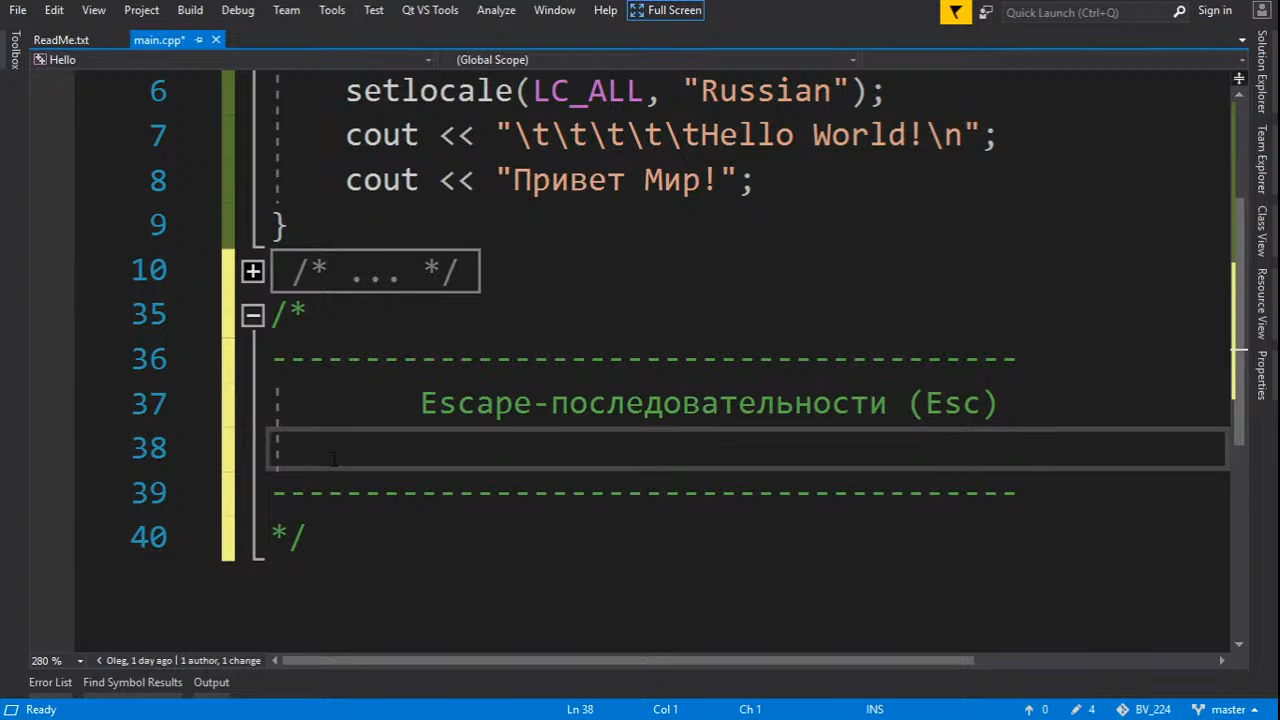 File Edit View Project Build Debug Team Tools Test Qt VS Tools Analyze Window Help Full Screen Quick Launch (Ctrl+Q) Sign in
ReadMe.txt main.cpp*
Hello (Global Scope)
Toolbox
6 setlocale(LC_ALL, "Russian");
7 cout << "\t\t\t\t\tHello World!\n";
8 cout << "Привет Мир!";
9 }
10 /* ... */
35 /*
36 ----------------------------------------
37 Escape-последовательности (Esc)
38
39 ----------------------------------------
40 */
Solution Explorer
Team Explorer
Class View
Resource View
Properties
280 % Oleg, 1 day ago | 1 author, 1 change
Error List Find Symbol Results Output
Ready Ln 38 Col 1 Ch 1 INS 0 4 BV_224 master